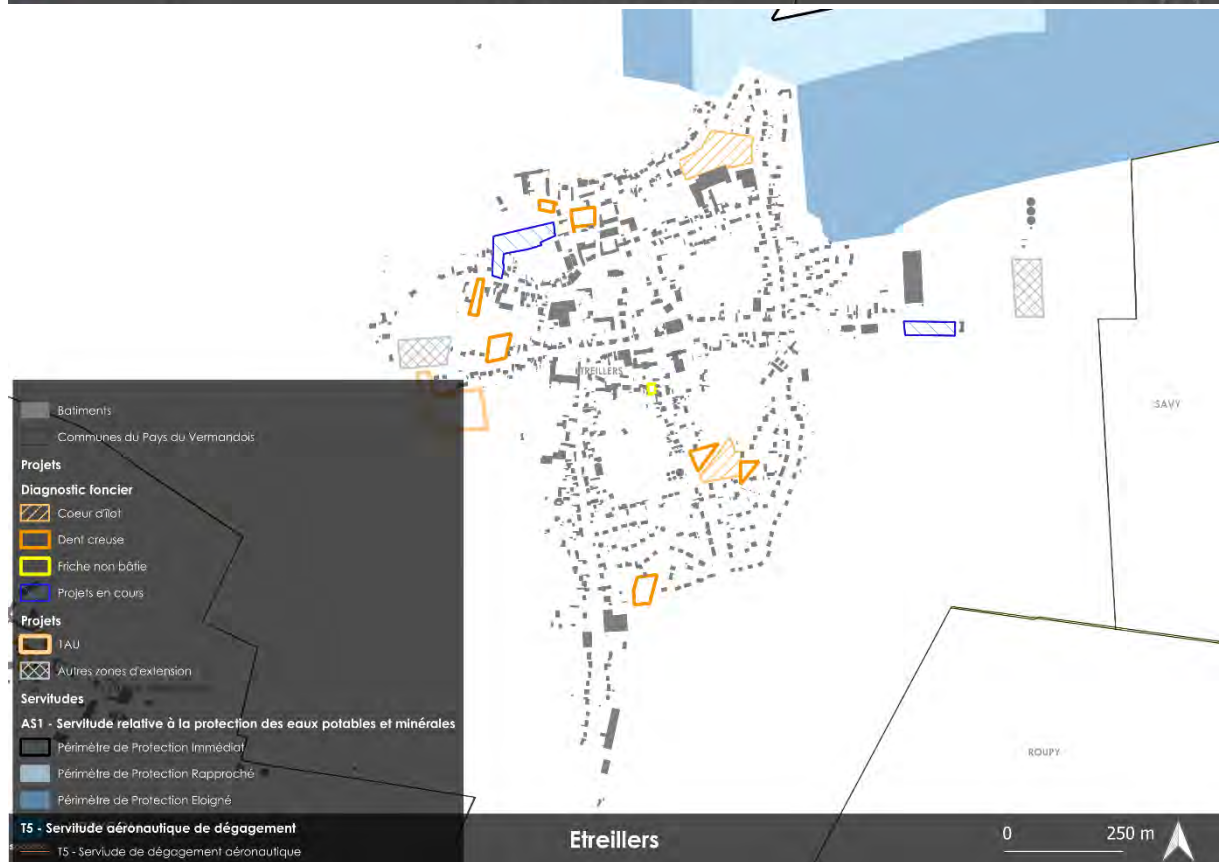 ETREILLERS
SAVY
ROUPY
Batiments
Communes du Pays du Vermandois
Projets
Diagnostic foncier
Coeur d'îlot
Dent creuse
Friche non bâtie
Projets en cours
Projets
1AU
Autres zones d'extension
Servitudes
AS1 - Servitude relative à la protection des eaux potables et minérales
Périmètre de Protection Immédiat
Périmètre de Protection Rapproché
Périmètre de Protection Eloigné
T5 - Servitude aéronautique de dégagement
T5 - Serviude de dégagement aéronautique
Etreillers
0 250 m